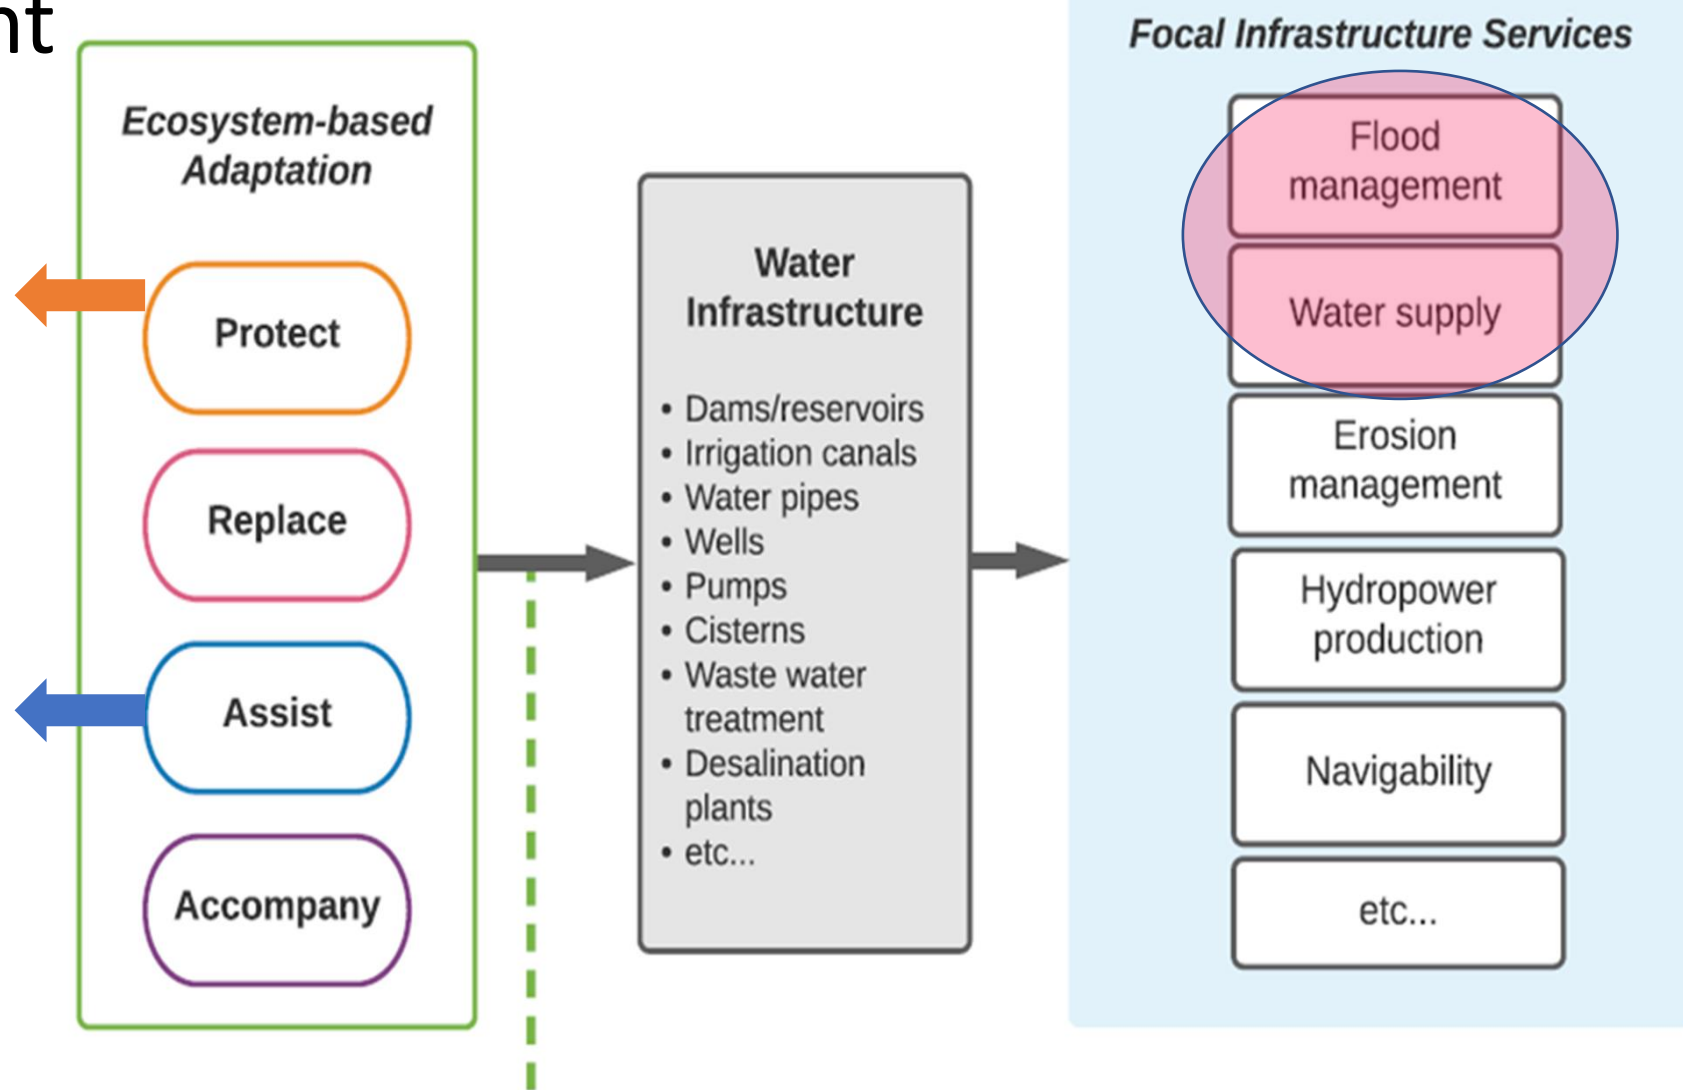 nt
Ecosystem-based
Adaptation
Protect
Replace
Assist
Accompany
Water
Infrastructure
• Dams/reservoirs
• Irrigation canals
• Water pipes
• Wells
• Pumps
• Cisterns
• Waste water
treatment
• Desalination
plants
• etc...
Focal Infrastructure Services
Flood
management
Water supply
Erosion
management
Hydropower
production
Navigability
etc...